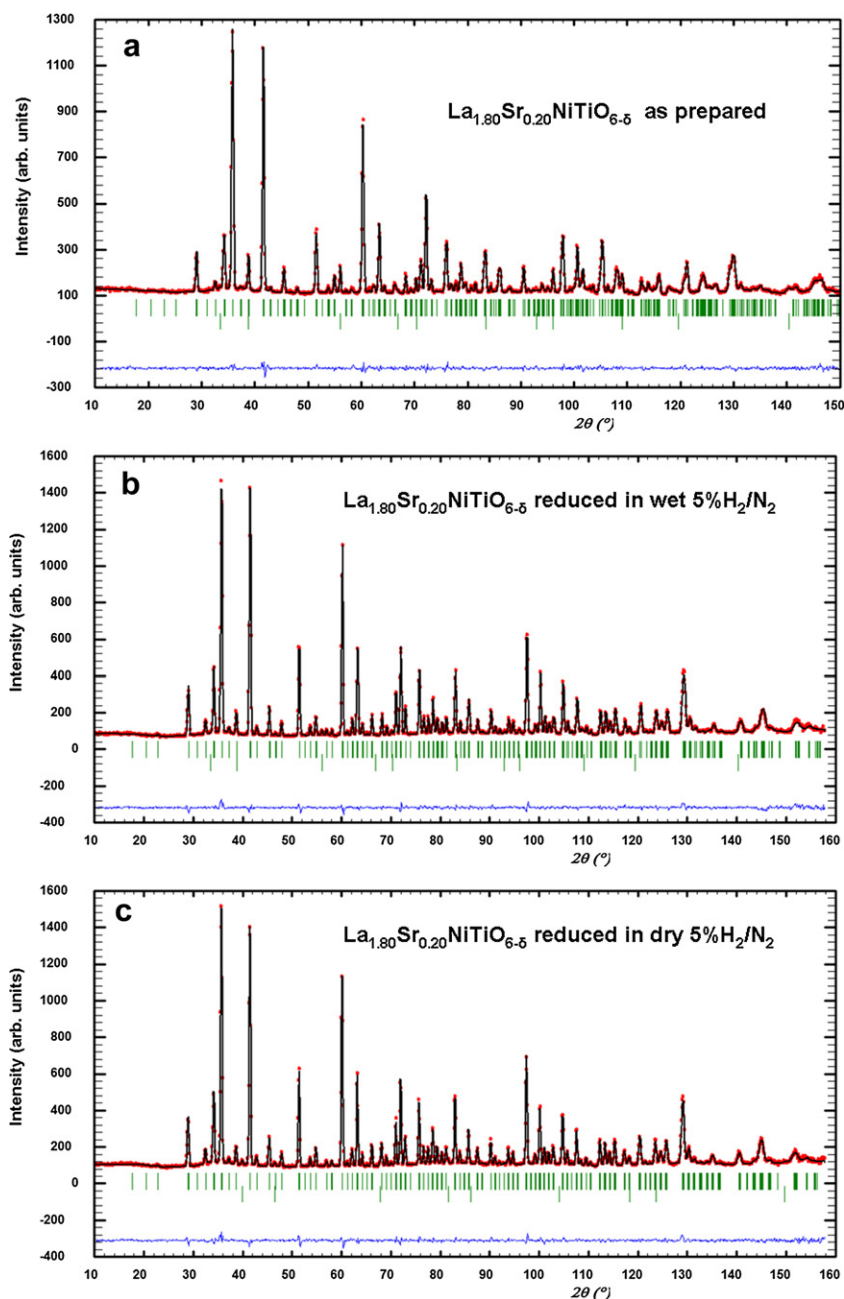 a
La1.80Sr0.20NiTiO6-δ as prepared
Intensity (arb. units)
1300
1100
900
700
500
300
100
-100
-300
10 20 30 40 50 60 70 80 90 100 110 120 130 140 150
2θ (°)
b
La1.80Sr0.20NiTiO6-δ reduced in wet 5%H2/N2
Intensity (arb. units)
1600
1400
1200
1000
800
600
400
200
0
-200
-400
10 20 30 40 50 60 70 80 90 100 110 120 130 140 150 160
2θ (°)
c
La1.80Sr0.20NiTiO6-δ reduced in dry 5%H2/N2
Intensity (arb. units)
1600
1400
1200
1000
800
600
400
200
0
-200
-400
10 20 30 40 50 60 70 80 90 100 110 120 130 140 150 160
2θ (°)